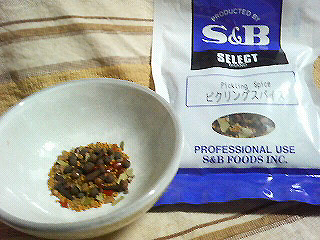 PRODUCED BY
S&B
SELECT
Pickling Spice
ピクリングスパイス
PROFESSIONAL USE
S&B FOODS INC.